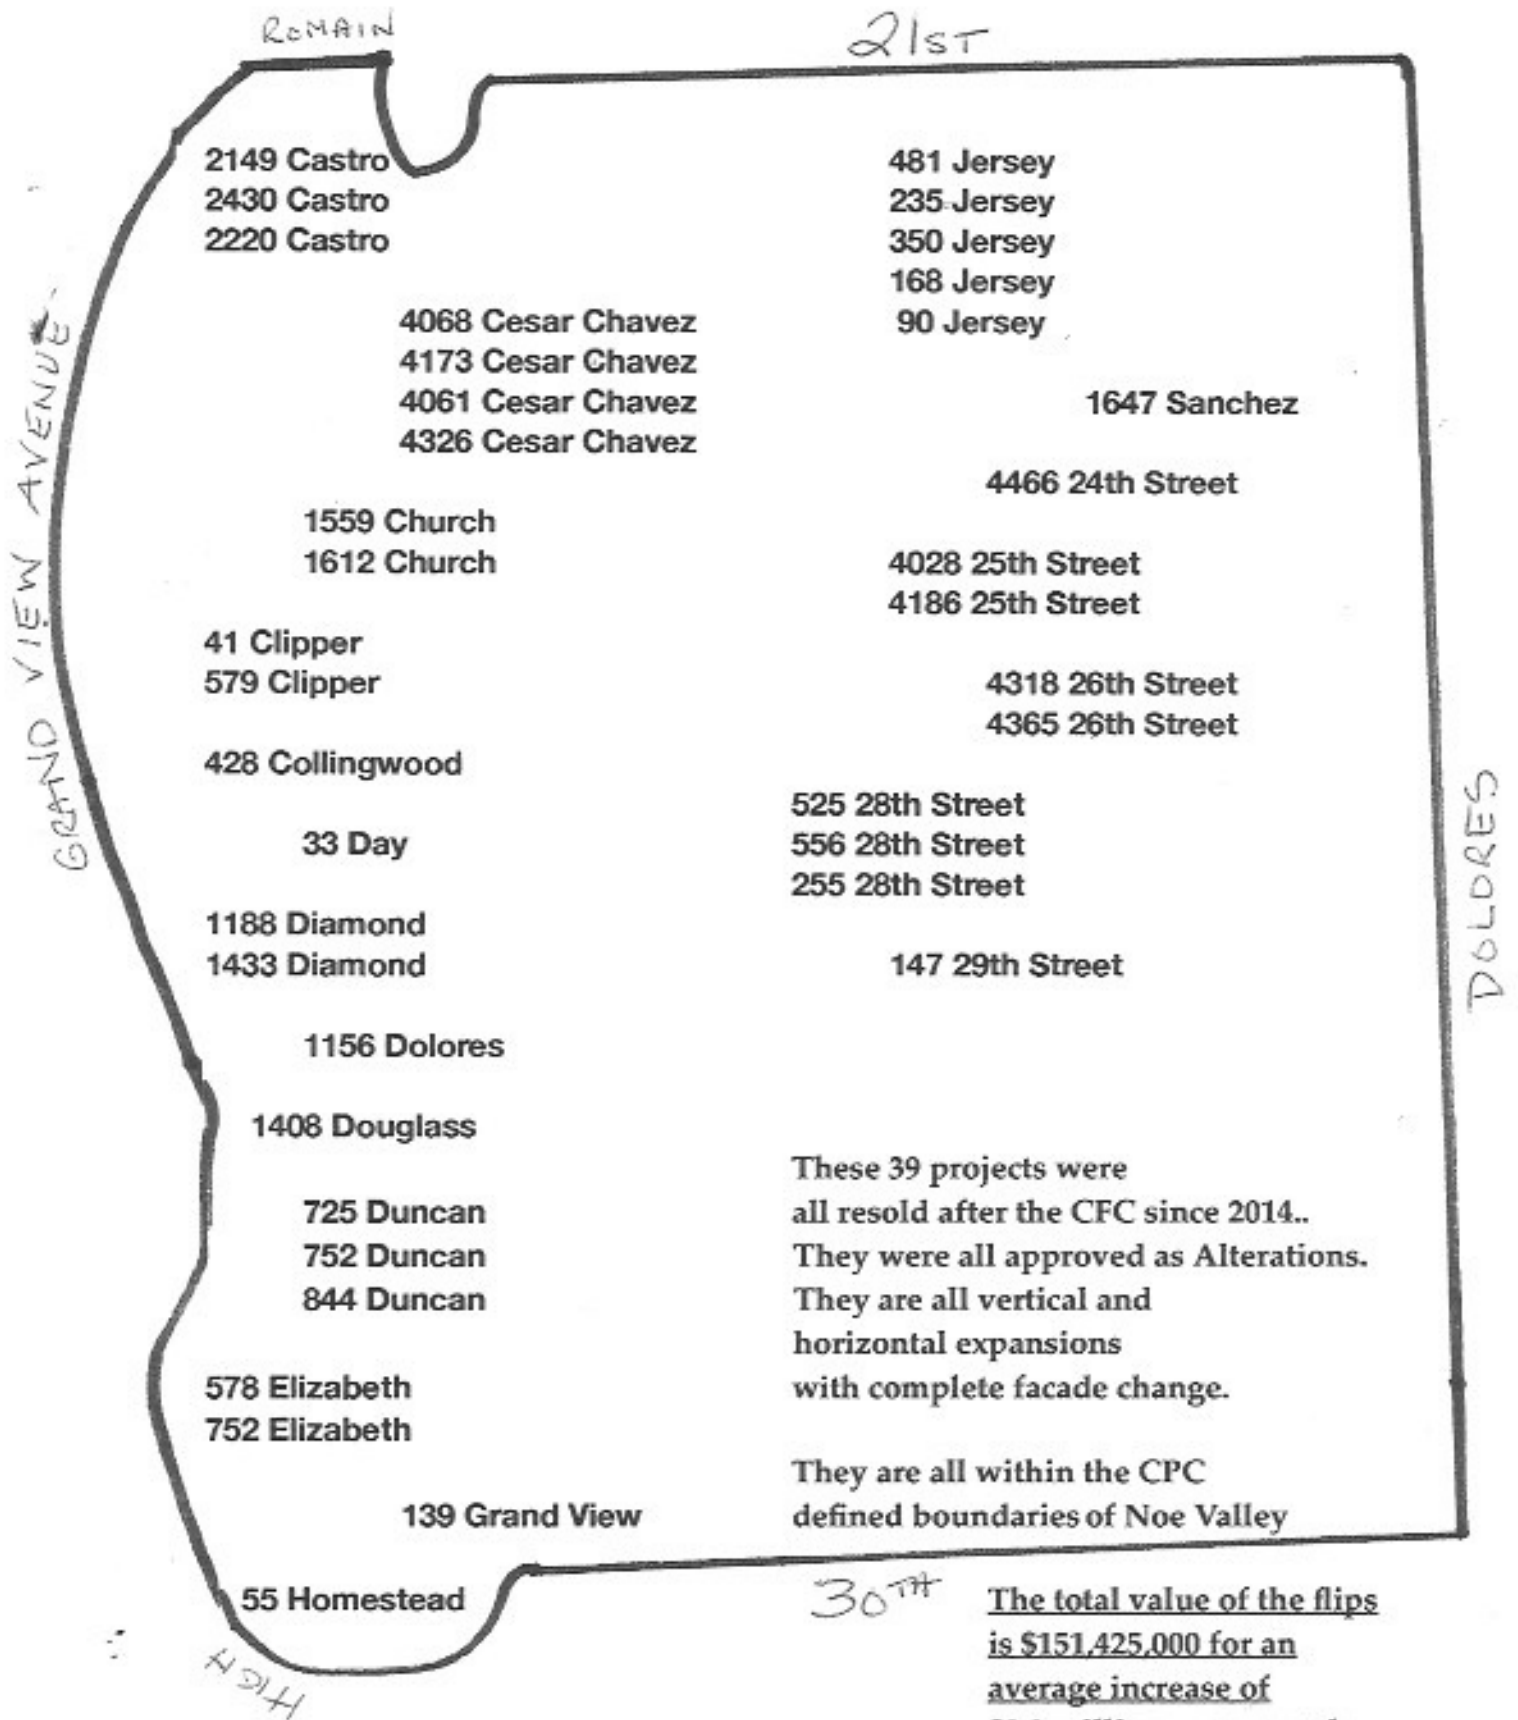 ROMAIN
21ST
2149 Castro
2430 Castro
2220 Castro
4068 Cesar Chavez
4173 Cesar Chavez
4061 Cesar Chavez
4326 Cesar Chavez
1559 Church
1612 Church
41 Clipper
579 Clipper
428 Collingwood
33 Day
1188 Diamond
1433 Diamond
1156 Dolores
1408 Douglass
725 Duncan
752 Duncan
844 Duncan
578 Elizabeth
752 Elizabeth
139 Grand View
55 Homestead
481 Jersey
235 Jersey
350 Jersey
168 Jersey
90 Jersey
1647 Sanchez
4466 24th Street
4028 25th Street
4186 25th Street
4318 26th Street
4365 26th Street
525 28th Street
556 28th Street
255 28th Street
147 29th Street
These 39 projects were
all resold after the CFC since 2014..
They were all approved as Alterations.
They are all vertical and
horizontal expansions
with complete facade change.
They are all within the CPC
defined boundaries of Noe Valley
GRAND VIEW AVENUE
DOLORES
30TH
HIGH
The total value of the flips
is $151,425,000 for an
average increase of